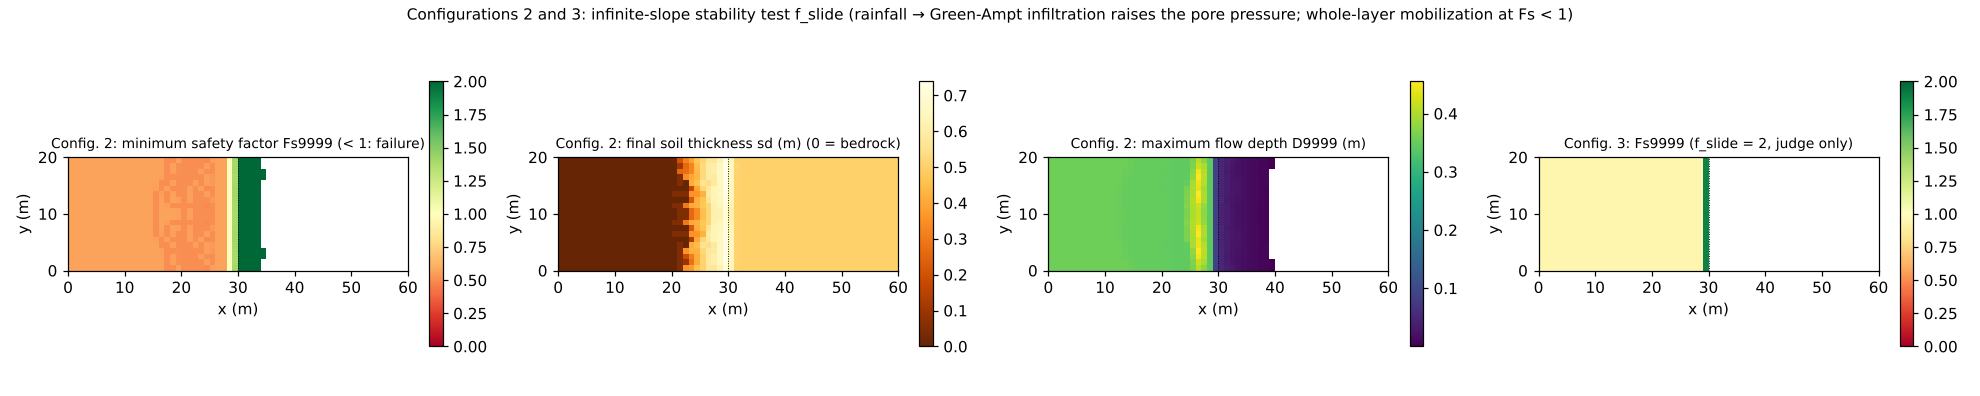 Configurations 2 and 3: infinite-slope stability test f_slide (rainfall → Green-Ampt infiltration raises the pore pressure; whole-layer mobilization at Fs < 1)
Config. 2: minimum safety factor Fs9999 (< 1: failure)
20
10
0
y (m)
0 10 20 30 40 50 60
x (m)
2.00
1.75
1.50
1.25
1.00
0.75
0.50
0.25
0.00
Config. 2: final soil thickness sd (m) (0 = bedrock)
20
10
0
y (m)
0 10 20 30 40 50 60
x (m)
0.7
0.6
0.5
0.4
0.3
0.2
0.1
0.0
Config. 2: maximum flow depth D9999 (m)
20
10
0
y (m)
0 10 20 30 40 50 60
x (m)
0.4
0.3
0.2
0.1
Config. 3: Fs9999 (f_slide = 2, judge only)
20
10
0
y (m)
0 10 20 30 40 50 60
x (m)
2.00
1.75
1.50
1.25
1.00
0.75
0.50
0.25
0.00